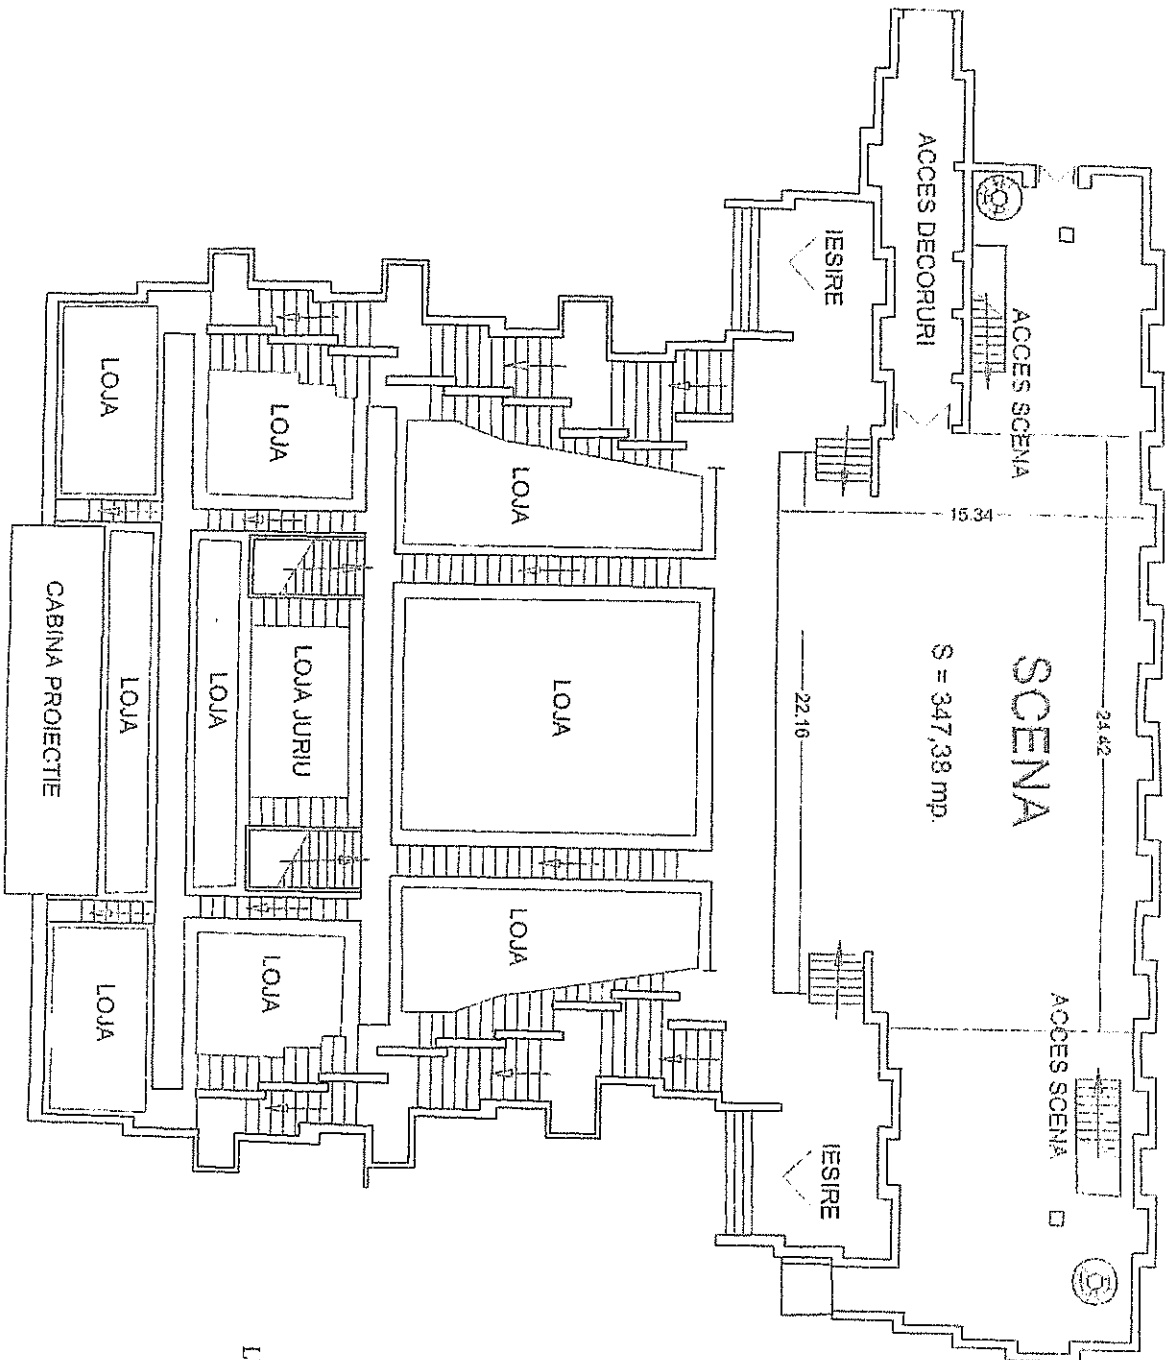 ACCES DECORURI
ACCES SCENA
IESIRE
15.34
24.42
SCENA
S = 347,38 mp.
22.16
ACCES SCENA
IESIRE
LOJA
LOJA
LOJA
LOJA
LOJA
LOJA JURIU
LOJA
LOJA
CABINA PROIECTIE
LOJA
LOJA
LOJA